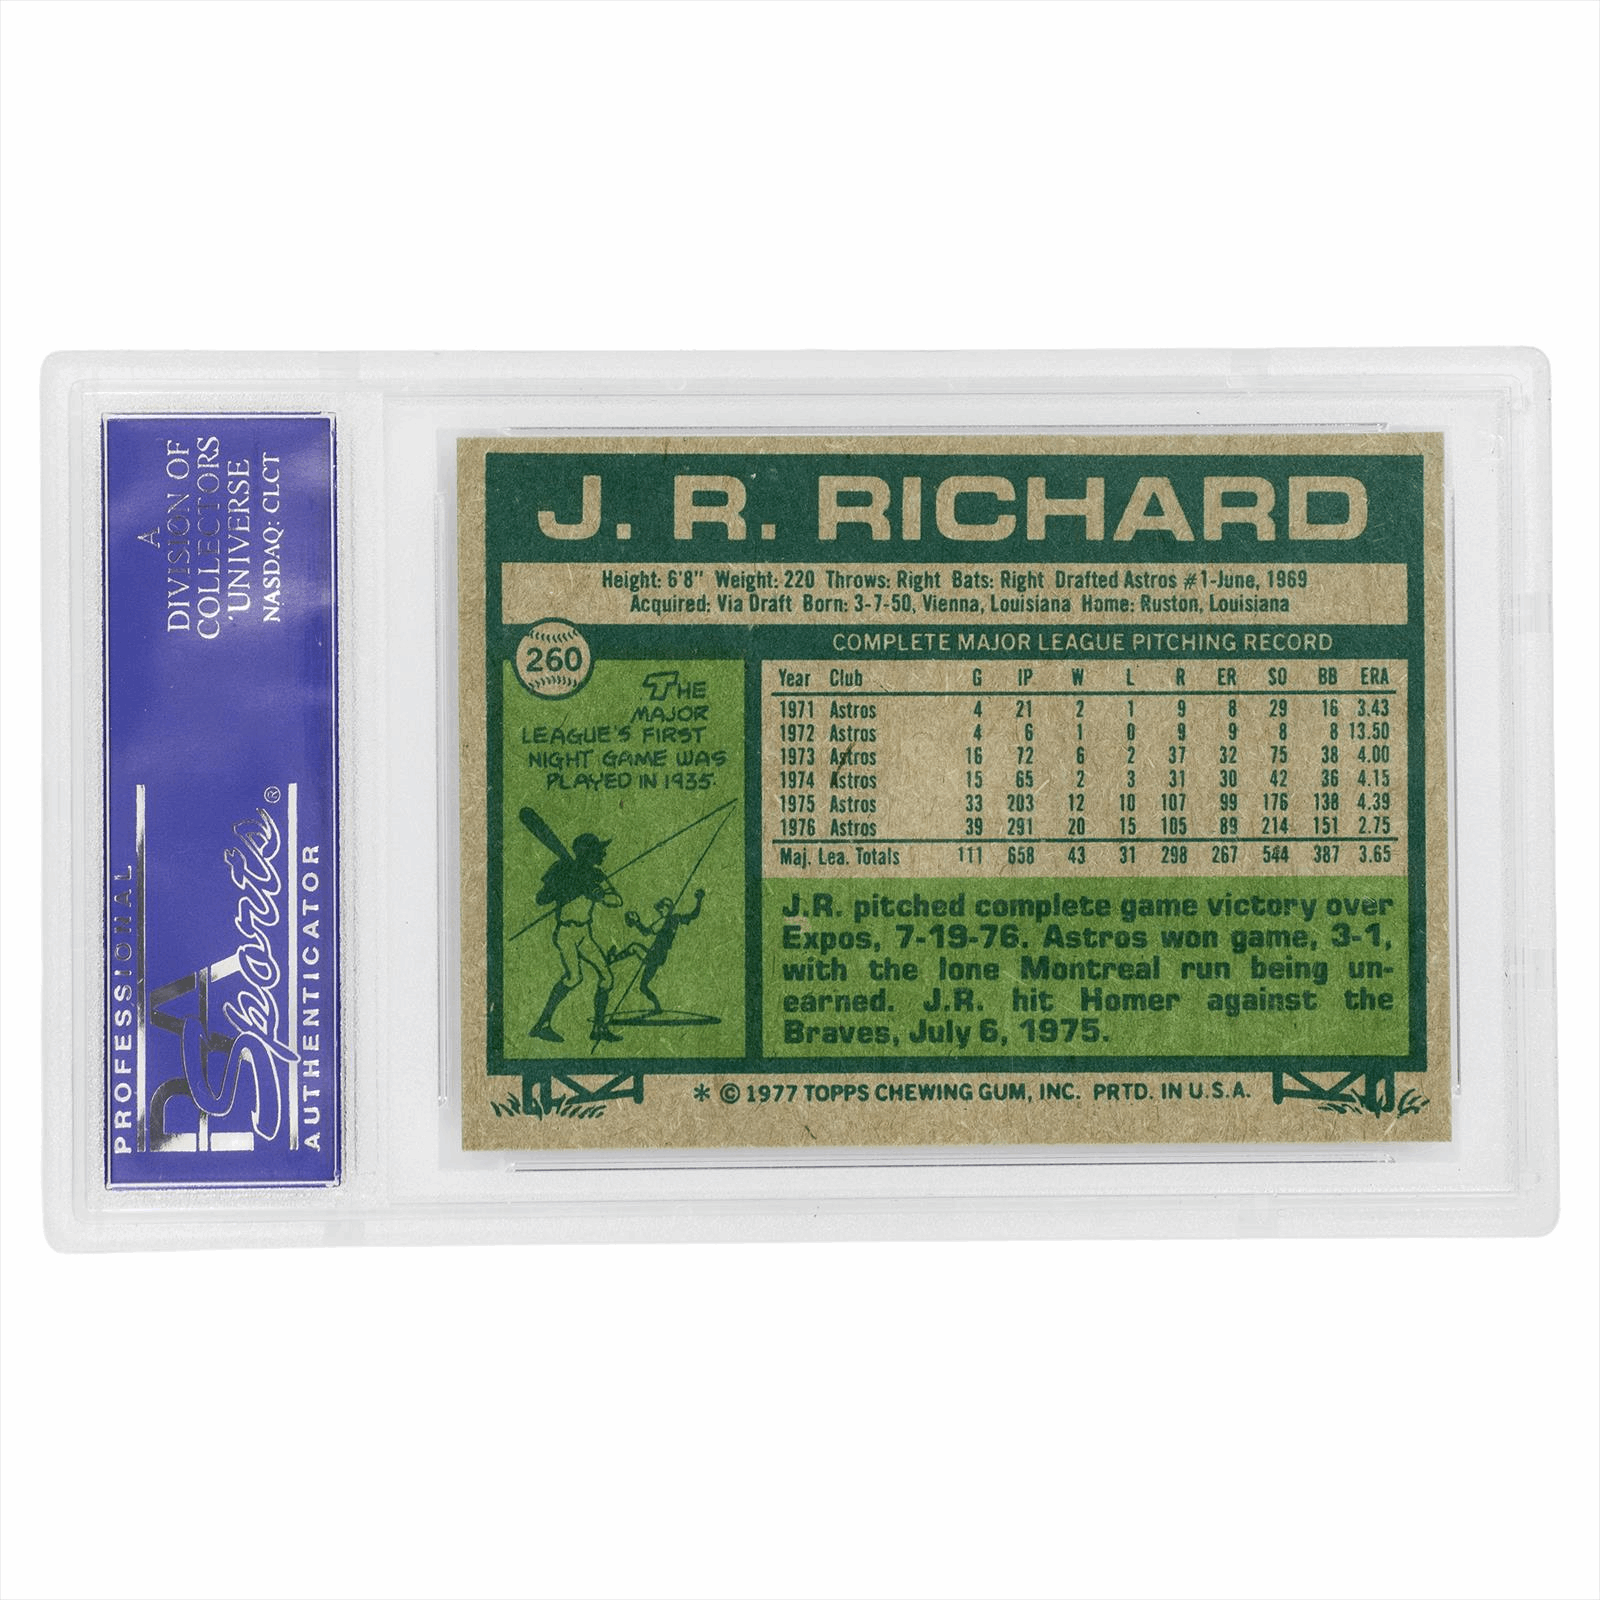 A
DIVISION OF
COLLECTORS
UNIVERSE
NASDAQ: CLCT
PROFESSIONAL
PSA
Sports®
AUTHENTICATOR
J. R. RICHARD
Height: 6'8" Weight: 220 Throws: Right Bats: Right Drafted Astros #1-June, 1969
Acquired: Via Draft Born: 3-7-50, Vienna, Louisiana Home: Ruston, Louisiana
260
THE
MAJOR
LEAGUE'S FIRST
NIGHT GAME WAS
PLAYED IN 1935.
COMPLETE MAJOR LEAGUE PITCHING RECORD
Year Club G IP W L R ER SO BB ERA
1971 Astros 4 21 2 1 9 8 29 16 3.43
1972 Astros 4 6 1 0 9 9 8 8 13.50
1973 Astros 16 72 6 2 37 32 75 38 4.00
1974 Astros 15 65 2 3 31 30 42 36 4.15
1975 Astros 33 203 12 10 107 99 176 138 4.39
1976 Astros 39 291 20 15 105 89 214 151 2.75
Maj. Lea. Totals 111 658 43 31 298 267 544 387 3.65
J.R. pitched complete game victory over
Expos, 7-19-76. Astros won game, 3-1,
with the lone Montreal run being un-
earned. J.R. hit Homer against the
Braves, July 6, 1975.
* © 1977 TOPPS CHEWING GUM, INC. PRTD. IN U.S.A.